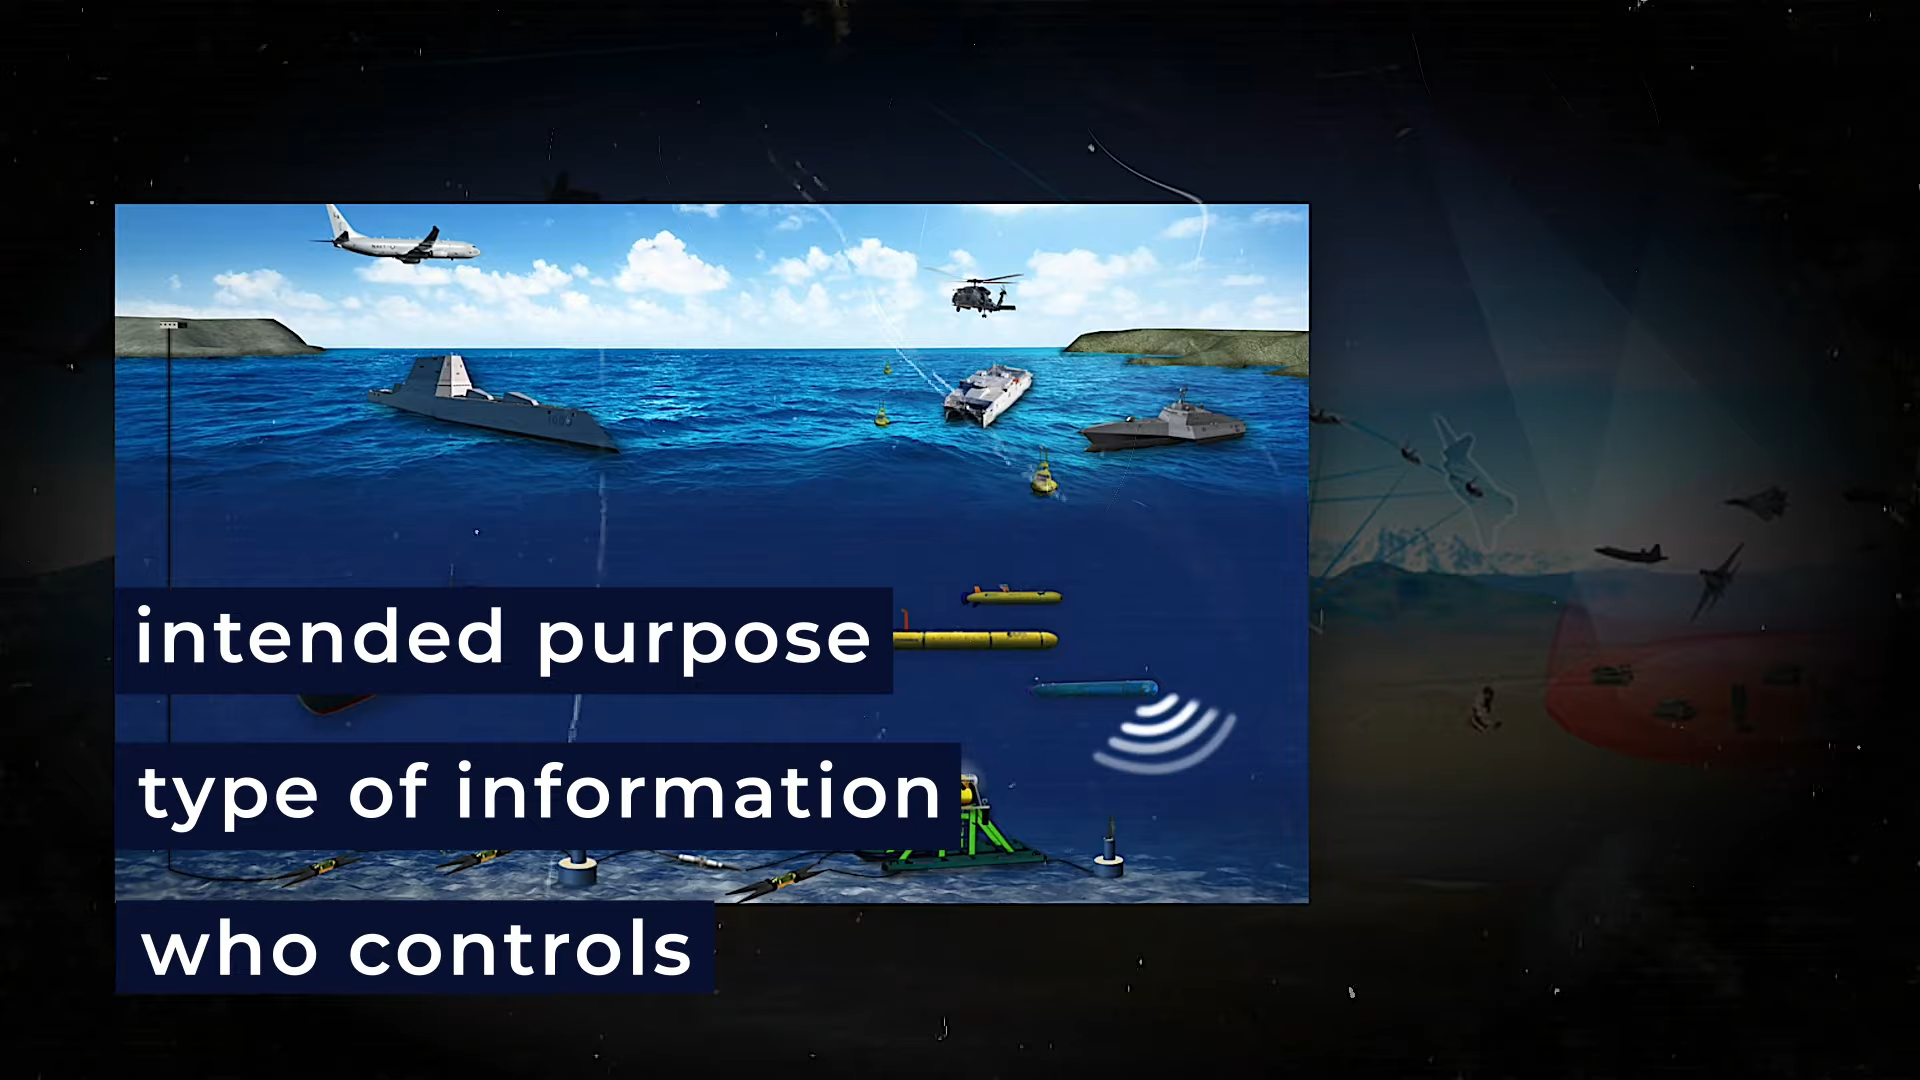 intended purpose
type of information
who controls